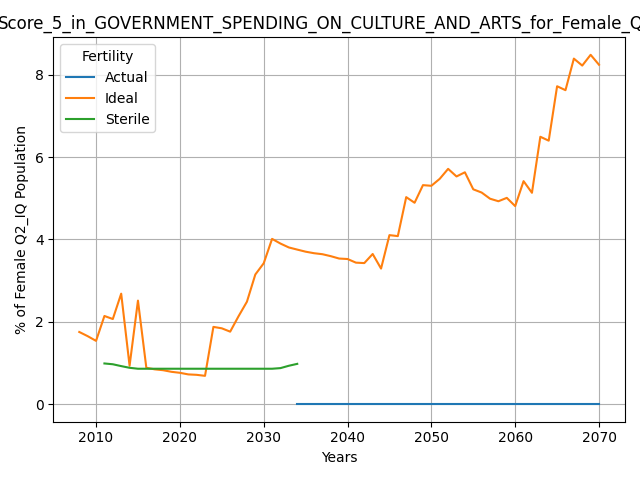 Score_5_in_GOVERNMENT_SPENDING_ON_CULTURE_AND_ARTS_for_Female_Q
Fertility
Actual
Ideal
Sterile
% of Female Q2_IQ Population
8
6
4
2
0
2010 2020 2030 2040 2050 2060 2070
Years